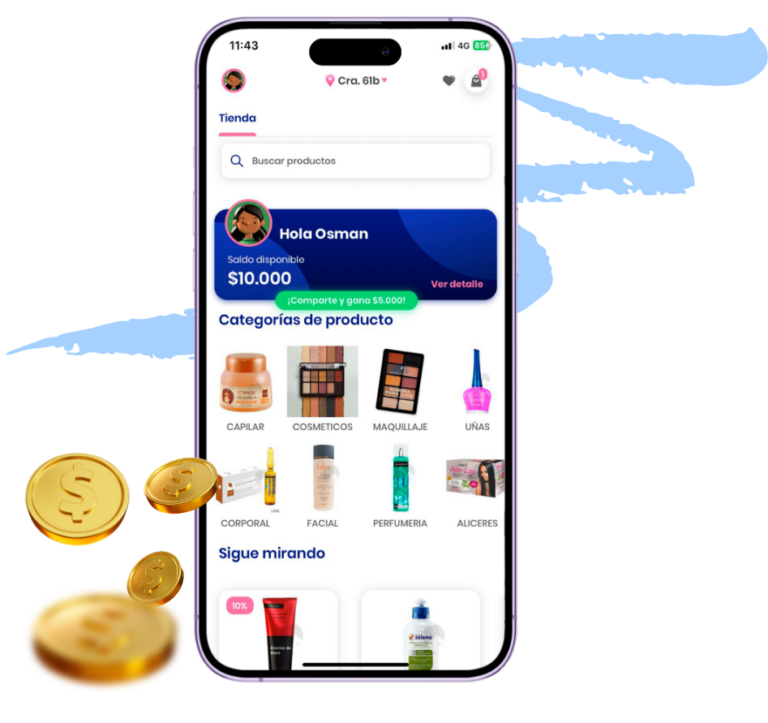 11:43
4G 85
Cra. 61b
1
Tienda
Buscar productos
Hola Osman
Saldo disponible
$10.000
Ver detalle
¡Comparte y gana $5.000!
Categorías de producto
CAPILAR COSMETICOS MAQUILLAJE UÑAS
CORPORAL FACIAL PERFUMERIA ALICERES
Sigue mirando
10%
$
$
$